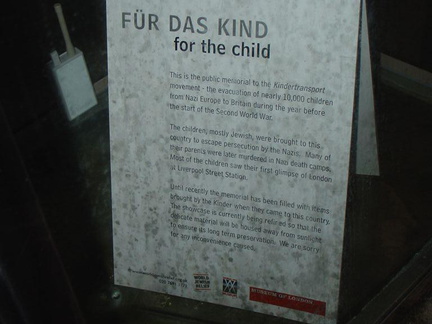 FÜR DAS KIND
for the child
This is the public memorial to the Kindertransport
movement - the evacuation of nearly 10,000 children
from Nazi Europe to Britain during the year before
the start of the Second World War.
The children, mostly Jewish, were brought to this
country to escape persecution by the Nazis. Many of
their parents were later murdered in Nazi death camps.
Most of the children saw their first glimpse of London
at Liverpool Street Station.
Until recently the memorial has been filled with items
brought by the Kinder when they came to this country.
The showcase is currently being relined so that the
delicate material will be housed away from sunlight
to ensure its long term preservation. We are sorry
for any inconvenience caused.
WORLD
JEWISH
RELIEF